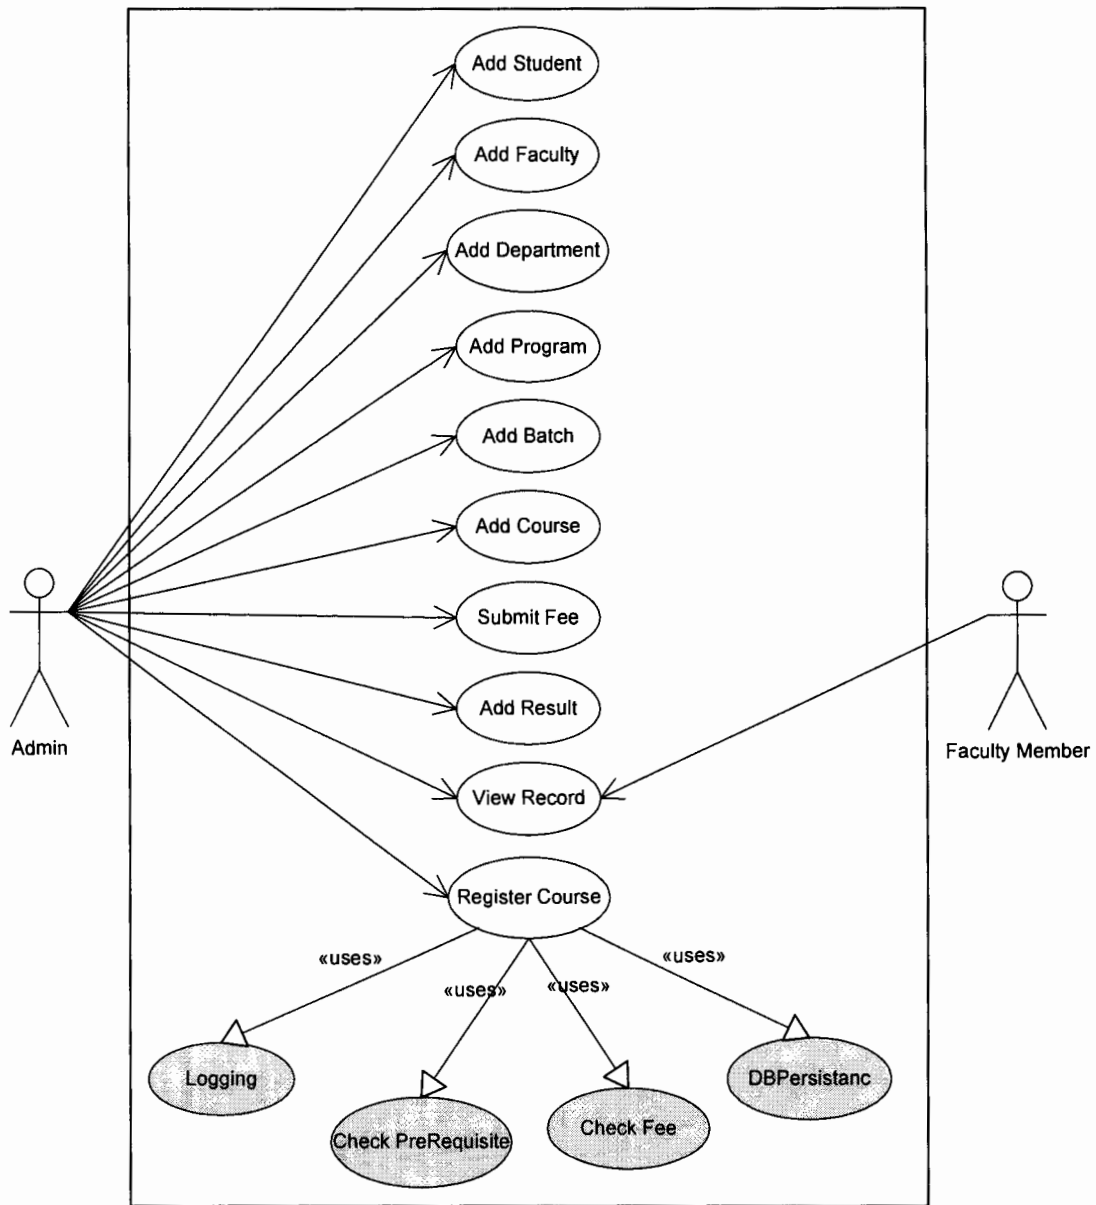 Add Student
Add Faculty
Add Department
Add Program
Add Batch
Add Course
Submit Fee
Add Result
Admin
Faculty Member
View Record
Register Course
«uses»
«uses»
«uses»
«uses»
Logging
DBPersistanc
Check PreRequisite
Check Fee